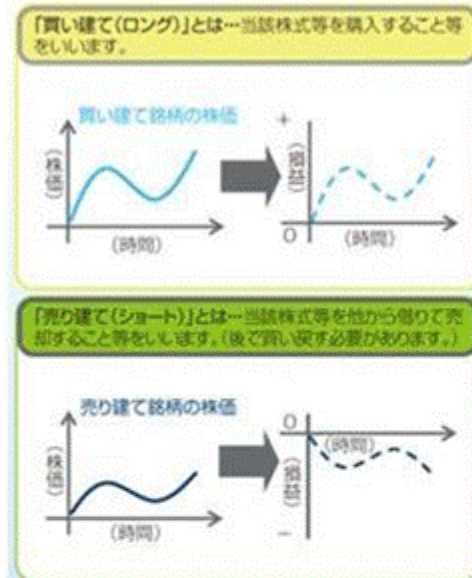 「買い建て(ロング)」とは…当該株式等を購入すること等
をいいます。
買い建て銘柄の株価
(株価)
(時間)
+
(損益)
0
(時間)
「売り建て(ショート)」とは…当該株式等を他から借りて売
却すること等をいいます。(後で買い戻す必要があります。)
売り建て銘柄の株価
(株価)
(時間)
0
(時間)
(損益)
−